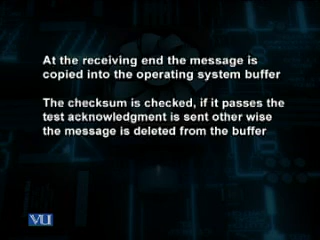 At the receiving end the message is
copied into the operating system buffer
The checksum is checked, if it passes the
test acknowledgment is sent other wise
the message is deleted from the buffer
VU